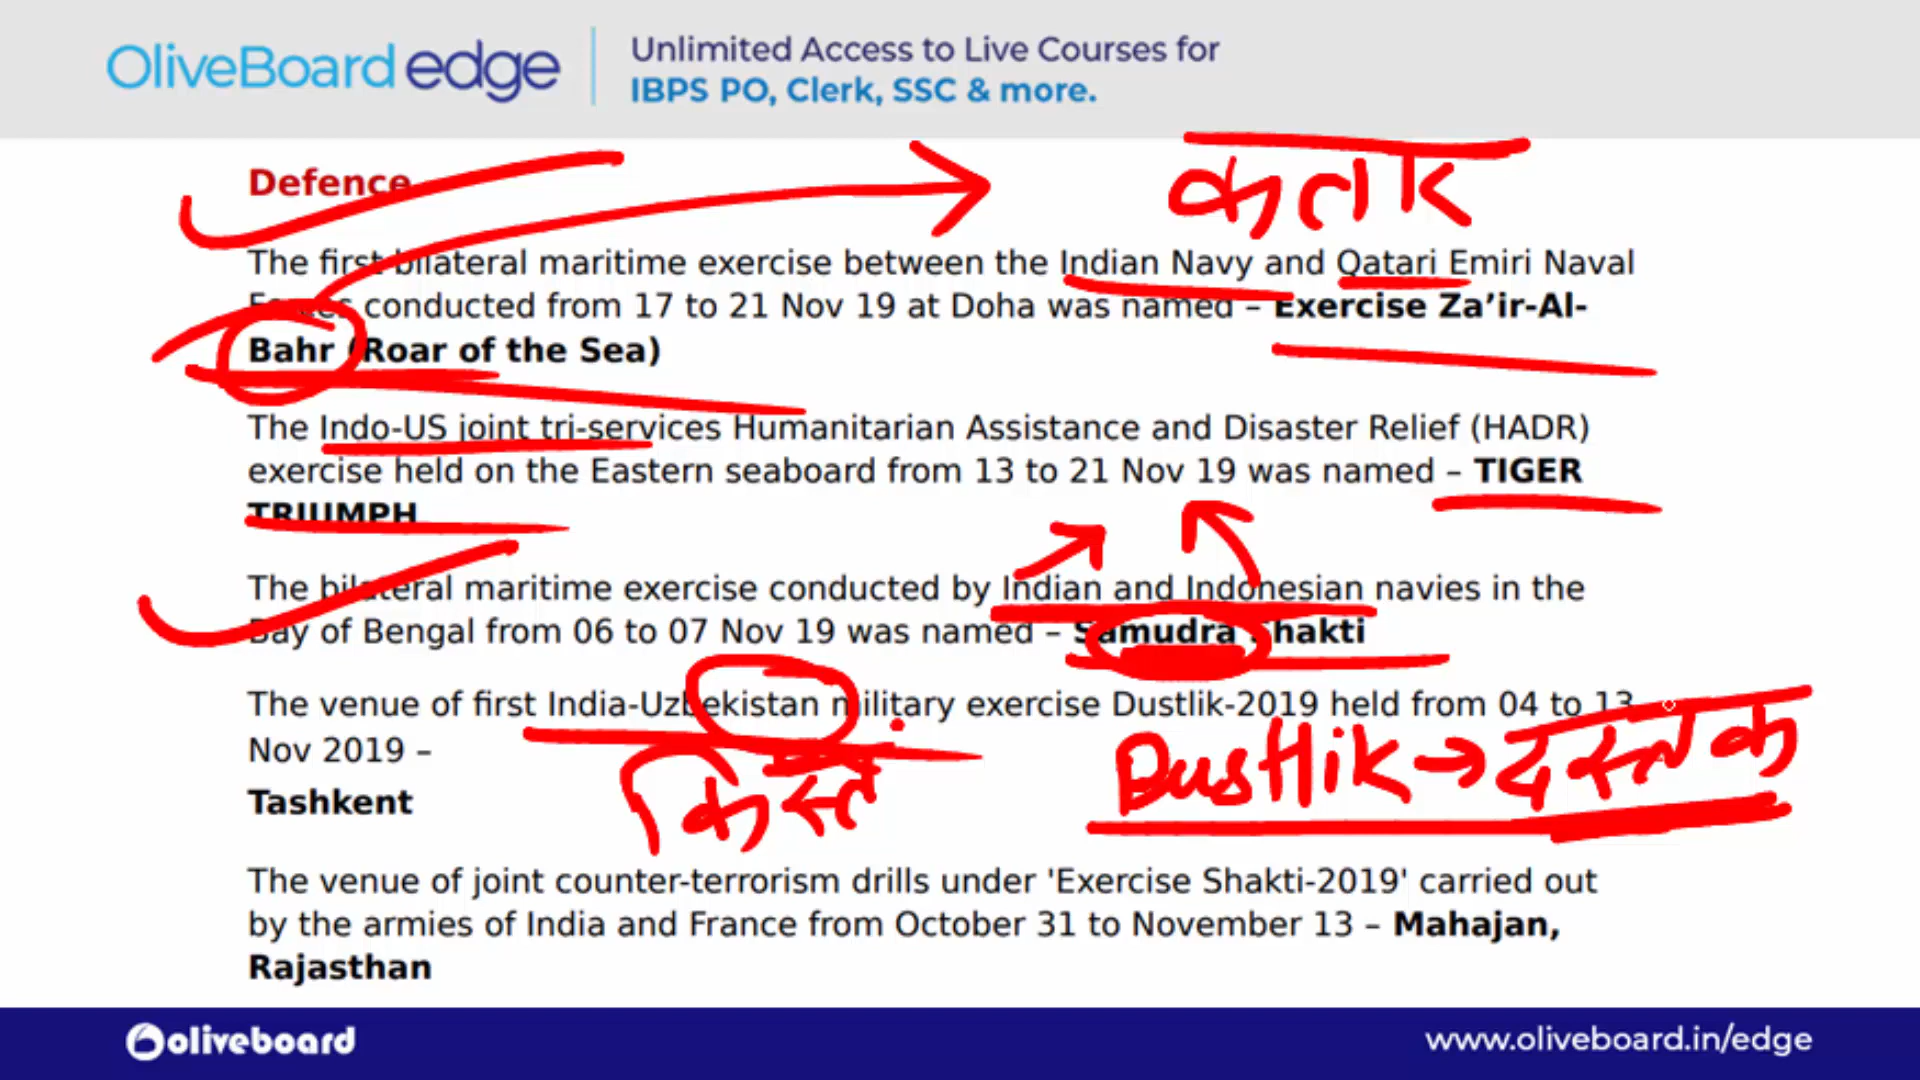 OliveBoard edge
Unlimited Access to Live Courses for
IBPS PO, Clerk, SSC & more.
Defence
The first bilateral maritime exercise between the Indian Navy and Qatari Emiri Naval
Forces conducted from 17 to 21 Nov 19 at Doha was named – Exercise Za’ir-Al-
Bahr (Roar of the Sea)
The Indo-US joint tri-services Humanitarian Assistance and Disaster Relief (HADR)
exercise held on the Eastern seaboard from 13 to 21 Nov 19 was named – TIGER
TRIUMPH
The bilateral maritime exercise conducted by Indian and Indonesian navies in the
Bay of Bengal from 06 to 07 Nov 19 was named – Samudra Shakti
The venue of first India-Uzbekistan military exercise Dustlik-2019 held from 04 to 13
Nov 2019 –
Dustlik → दस्तक
Tashkent
The venue of joint counter-terrorism drills under 'Exercise Shakti-2019' carried out
by the armies of India and France from October 31 to November 13 – Mahajan,
Rajasthan
oliveboard
www.oliveboard.in/edge